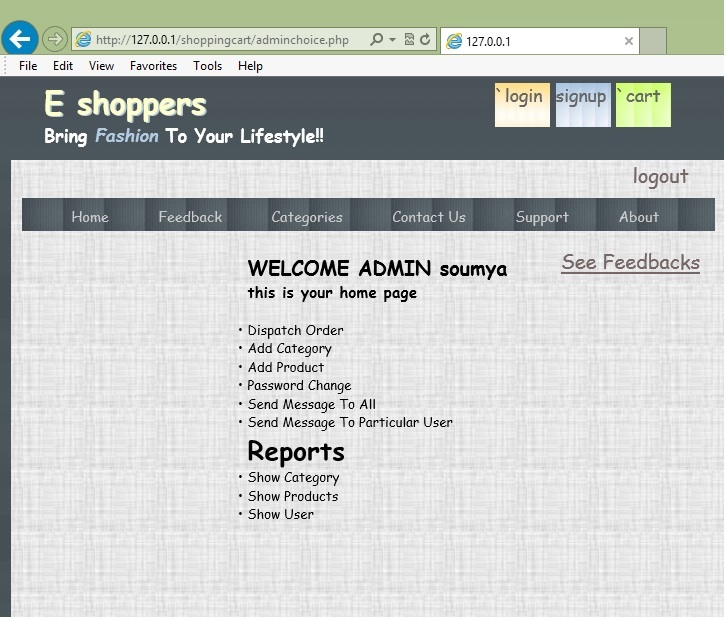 http://127.0.0.1/shoppingcart/adminchoice.php
127.0.0.1
File Edit View Favorites Tools Help
E shoppers
`login signup `cart
Bring Fashion To Your Lifestyle!!
logout
Home Feedback Categories Contact Us Support About
WELCOME ADMIN soumya
See Feedbacks
this is your home page
• Dispatch Order
• Add Category
• Add Product
• Password Change
• Send Message To All
• Send Message To Particular User
Reports
• Show Category
• Show Products
• Show User